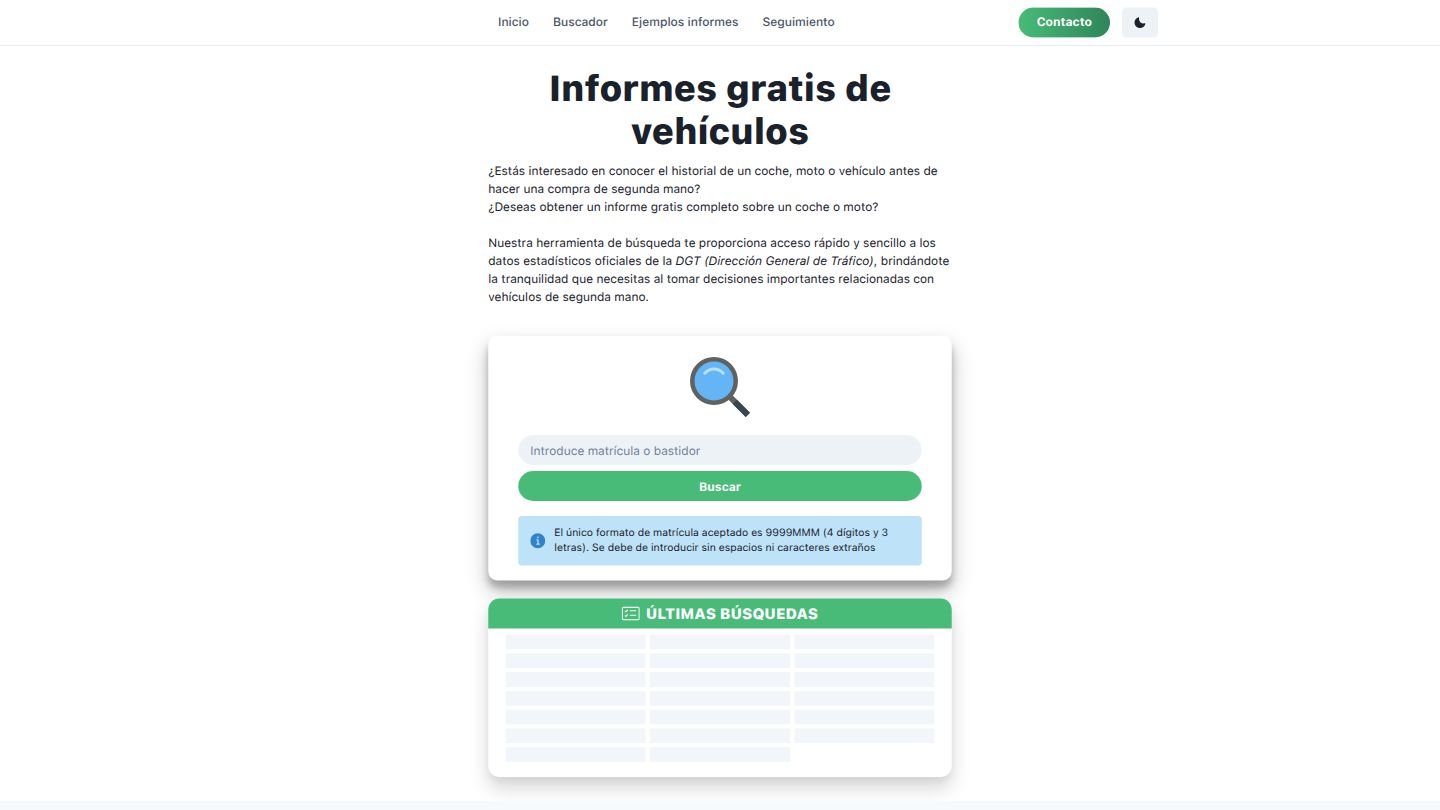 Inicio Buscador Ejemplos informes Seguimiento Contacto
Informes gratis de
vehículos
¿Estás interesado en conocer el historial de un coche, moto o vehículo antes de
hacer una compra de segunda mano?
¿Deseas obtener un informe gratis completo sobre un coche o moto?
Nuestra herramienta de búsqueda te proporciona acceso rápido y sencillo a los
datos estadísticos oficiales de la DGT (Dirección General de Tráfico), brindándote
la tranquilidad que necesitas al tomar decisiones importantes relacionadas con
vehículos de segunda mano.
Introduce matrícula o bastidor
Buscar
El único formato de matrícula aceptado es 9999MMM (4 dígitos y 3
letras). Se debe de introducir sin espacios ni caracteres extraños
ÚLTIMAS BÚSQUEDAS